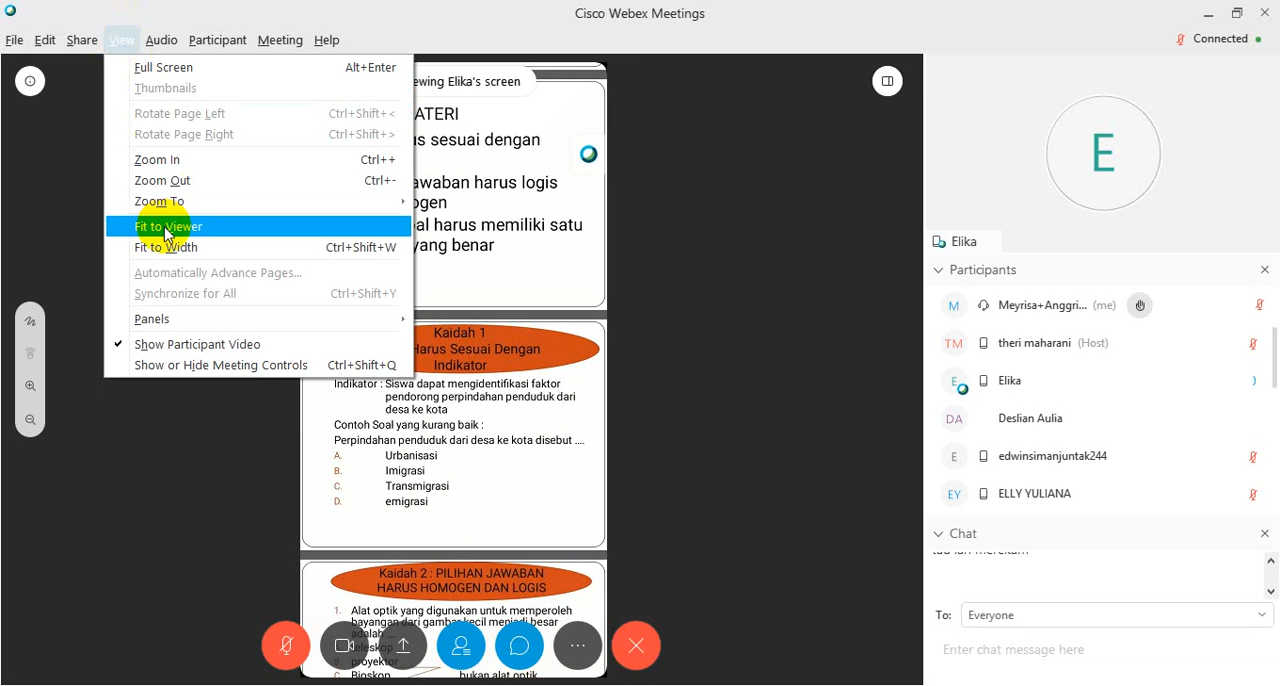 Cisco Webex Meetings
File Edit Share View Audio Participant Meeting Help
Connected
Full Screen Alt+Enter
Thumbnails
Rotate Page Left Ctrl+Shift+<
Rotate Page Right Ctrl+Shift+>
Zoom In Ctrl++
Zoom Out Ctrl+-
Zoom To
Fit to Viewer
Fit to Width Ctrl+Shift+W
Automatically Advance Pages...
Synchronize for All Ctrl+Shift+Y
Panels
Show Participant Video
Show or Hide Meeting Controls Ctrl+Shift+Q
ewing Elika's screen
ATERI
us sesuai dengan
awaban harus logis
ogen
al harus memiliki satu
yang benar
Kaidah 1
Harus Sesuai Dengan
Indikator
Indikator : Siswa dapat mengidentifikasi faktor
pendorong perpindahan penduduk dari
desa ke kota
Contoh Soal yang kurang baik :
Perpindahan penduduk dari desa ke kota disebut ....
A. Urbanisasi
B. Imigrasi
C. Transmigrasi
D. emigrasi
Kaidah 2 : PILIHAN JAWABAN
HARUS HOMOGEN DAN LOGIS
1. Alat optik yang digunakan untuk memperoleh
bayangan dari gambar kecil menjadi besar
adalah
teleskop
proyektor
C. Bioskop bukan alat optik
E
Elika
Participants
M Meyrisa+Anggri... (me)
TM theri maharani (Host)
E Elika
DA Deslian Aulia
E edwinsimanjuntak244
EY ELLY YULIANA
Chat
To: Everyone
Enter chat message here